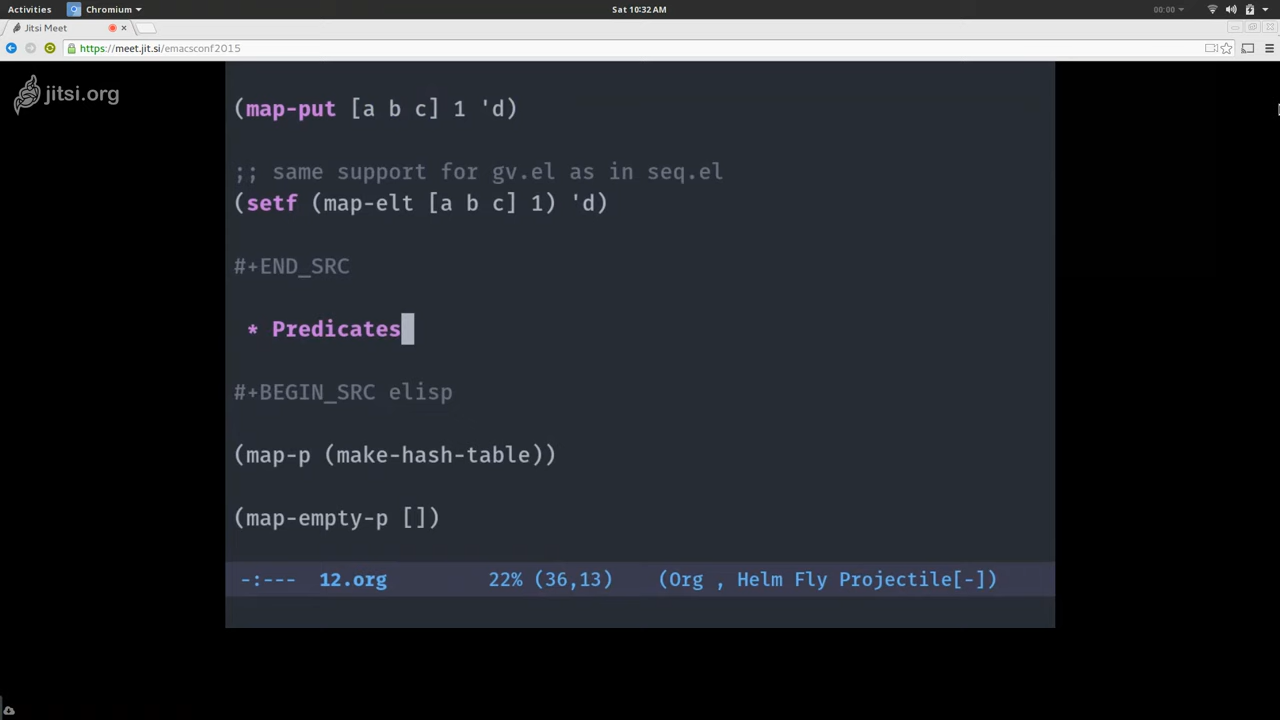 Activities Chromium Sat 10:32 AM 00:00
Jitsi Meet
https://meet.jit.si/emacsconf2015
jitsi.org
(map-put [a b c] 1 'd)
;; same support for gv.el as in seq.el
(setf (map-elt [a b c] 1) 'd)
#+END_SRC
* Predicates
#+BEGIN_SRC elisp
(map-p (make-hash-table))
(map-empty-p [])
-:--- 12.org 22% (36,13) (Org , Helm Fly Projectile[-])